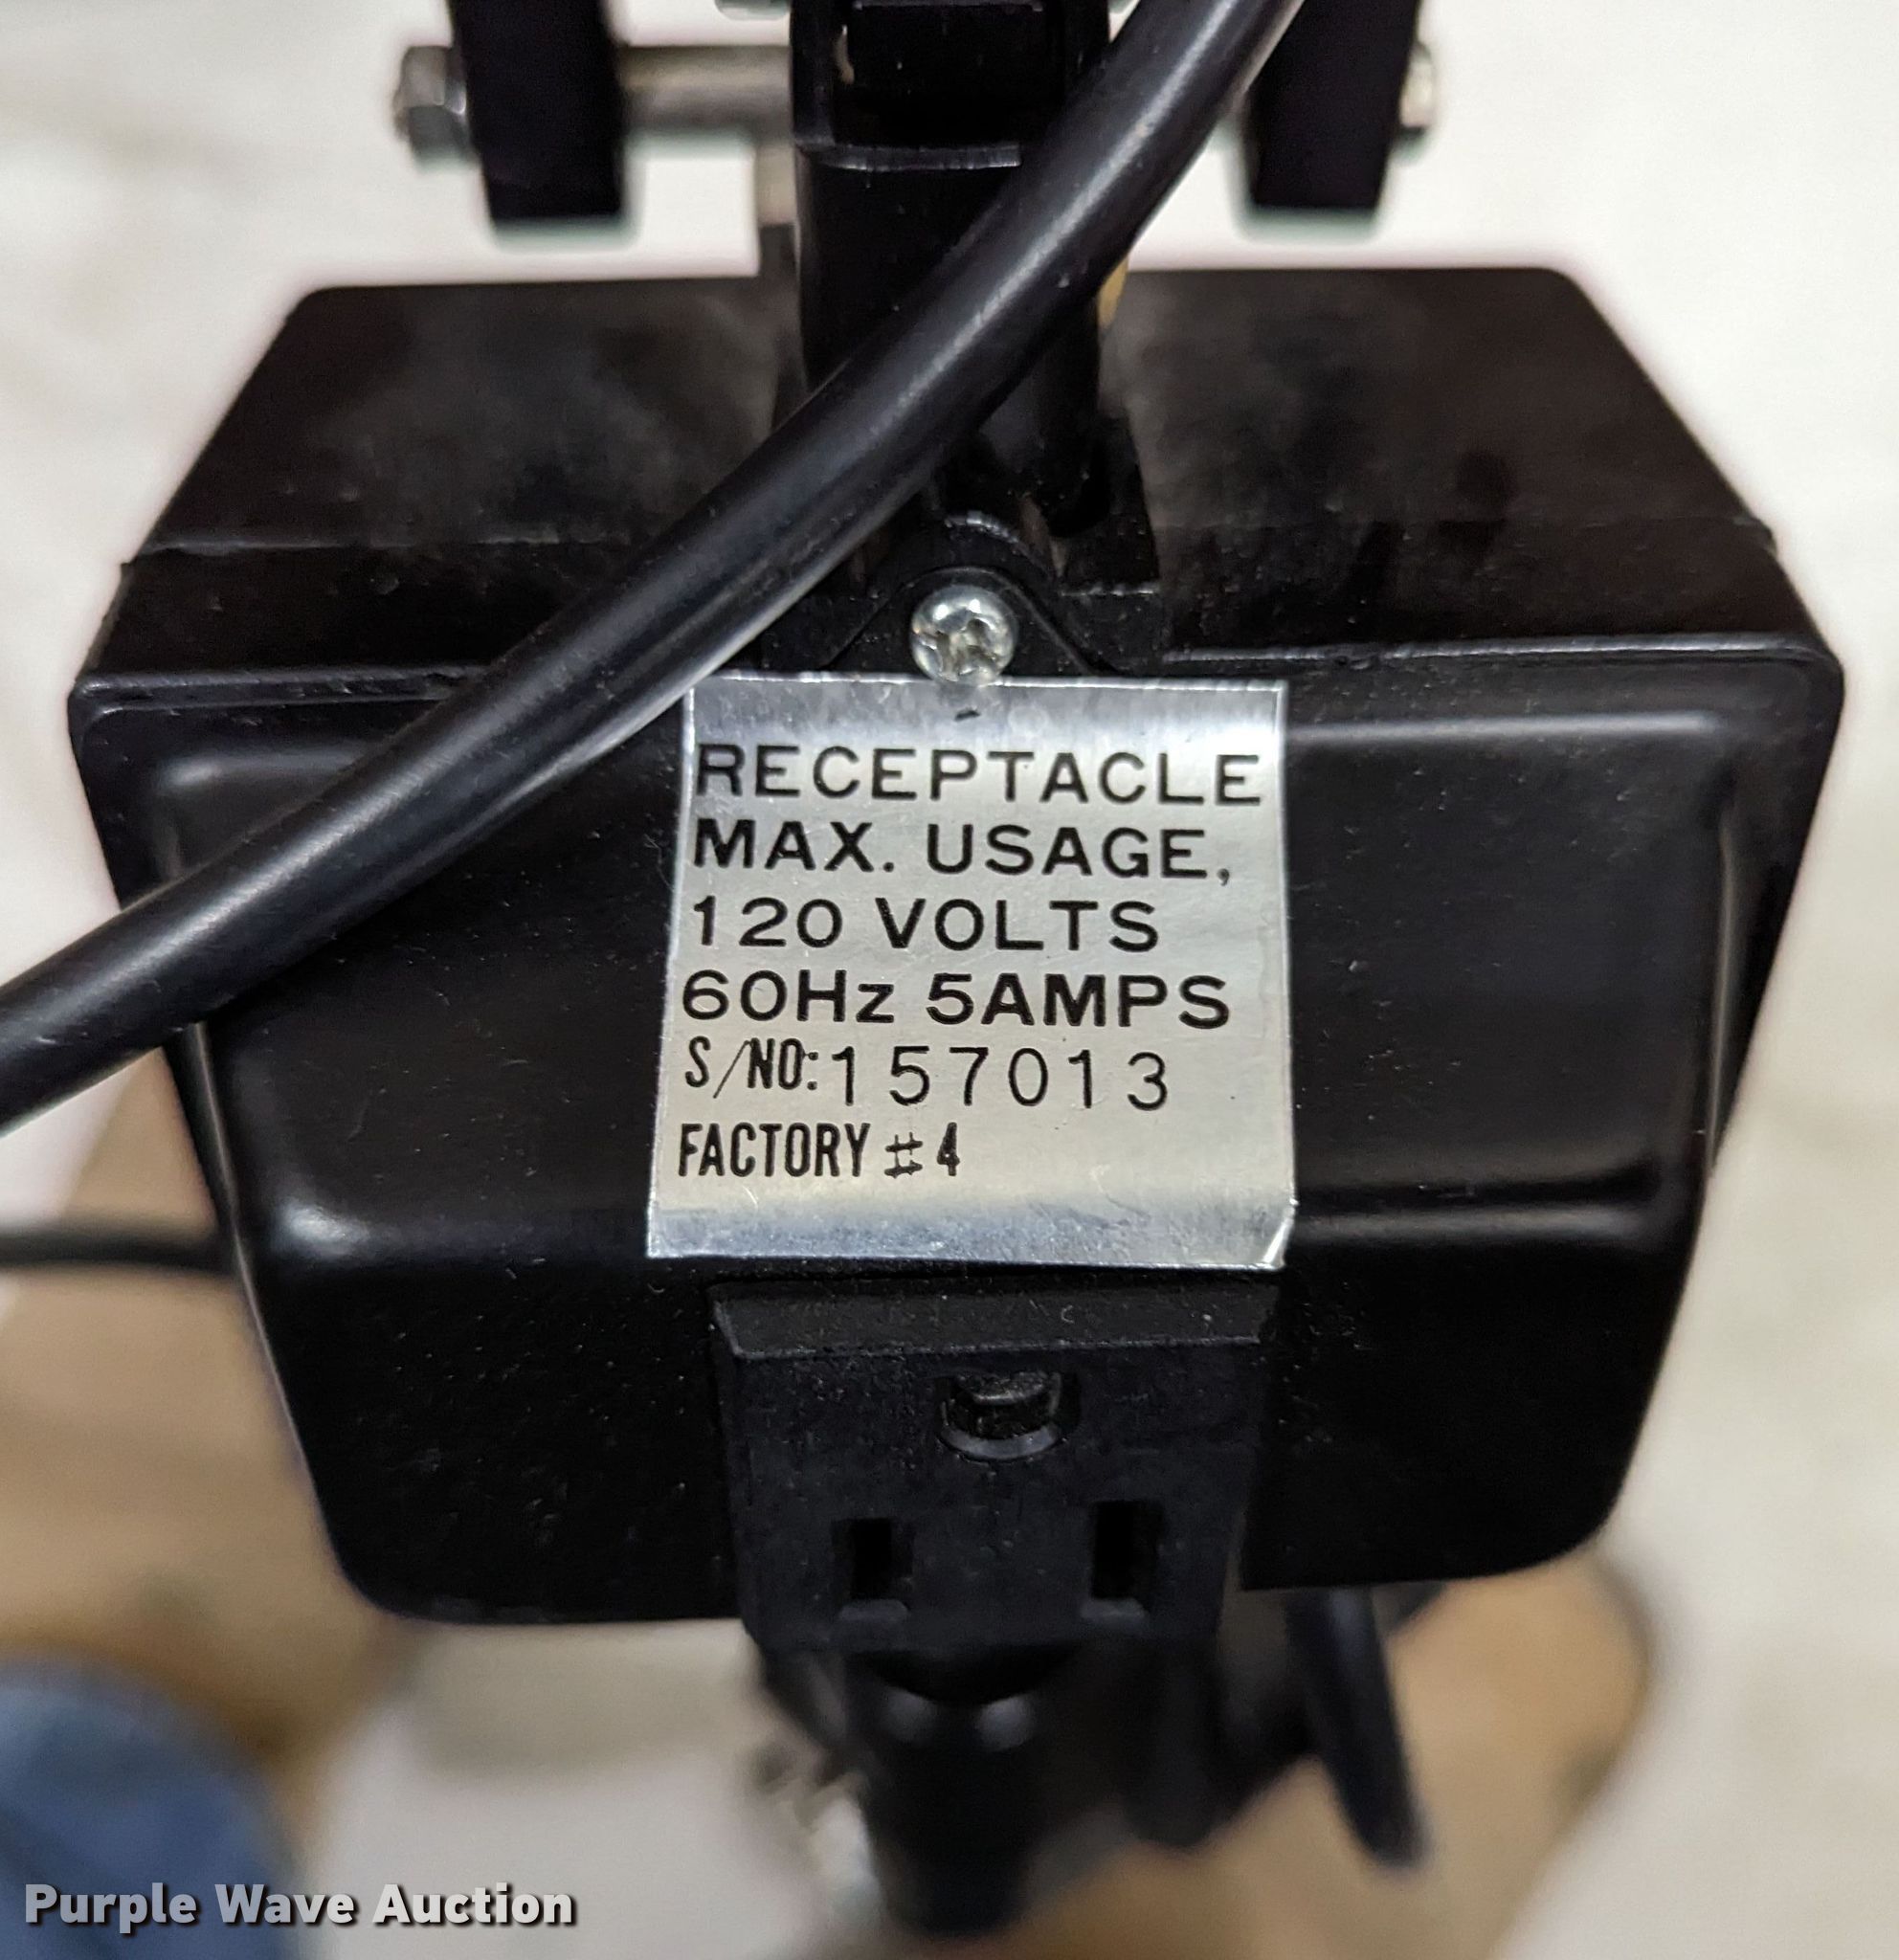 RECEPTACLE
MAX. USAGE,
120 VOLTS
60Hz 5AMPS
S/NO:157013
FACTORY #4
Purple Wave Auction